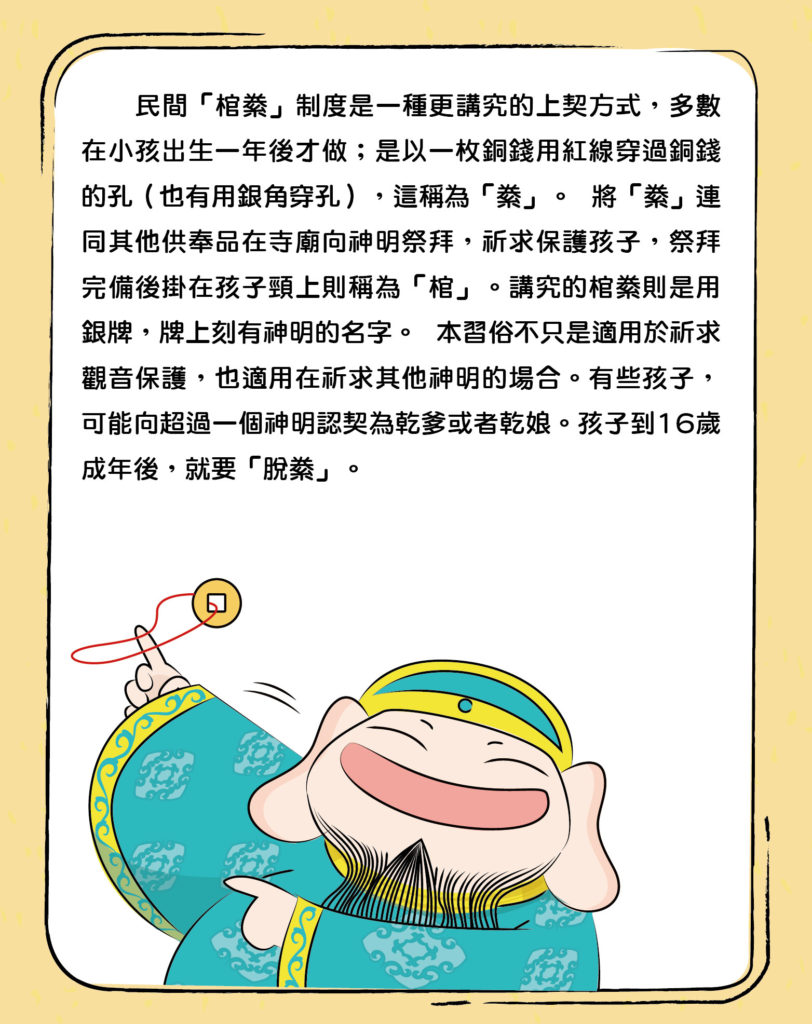 民間「棺絭」制度是一種更講究的上契方式，多數
在小孩出生一年後才做；是以一枚銅錢用紅線穿過銅錢
的孔（也有用銀角穿孔），這稱為「絭」。 將「絭」連
同其他供奉品在寺廟向神明祭拜，祈求保護孩子，祭拜
完備後掛在孩子頸上則稱為「棺」。講究的棺絭則是用
銀牌，牌上刻有神明的名字。 本習俗不只是適用於祈求
觀音保護，也適用在祈求其他神明的場合。有些孩子，
可能向超過一個神明認契為乾爹或者乾娘。孩子到16歲
成年後，就要「脫絭」。